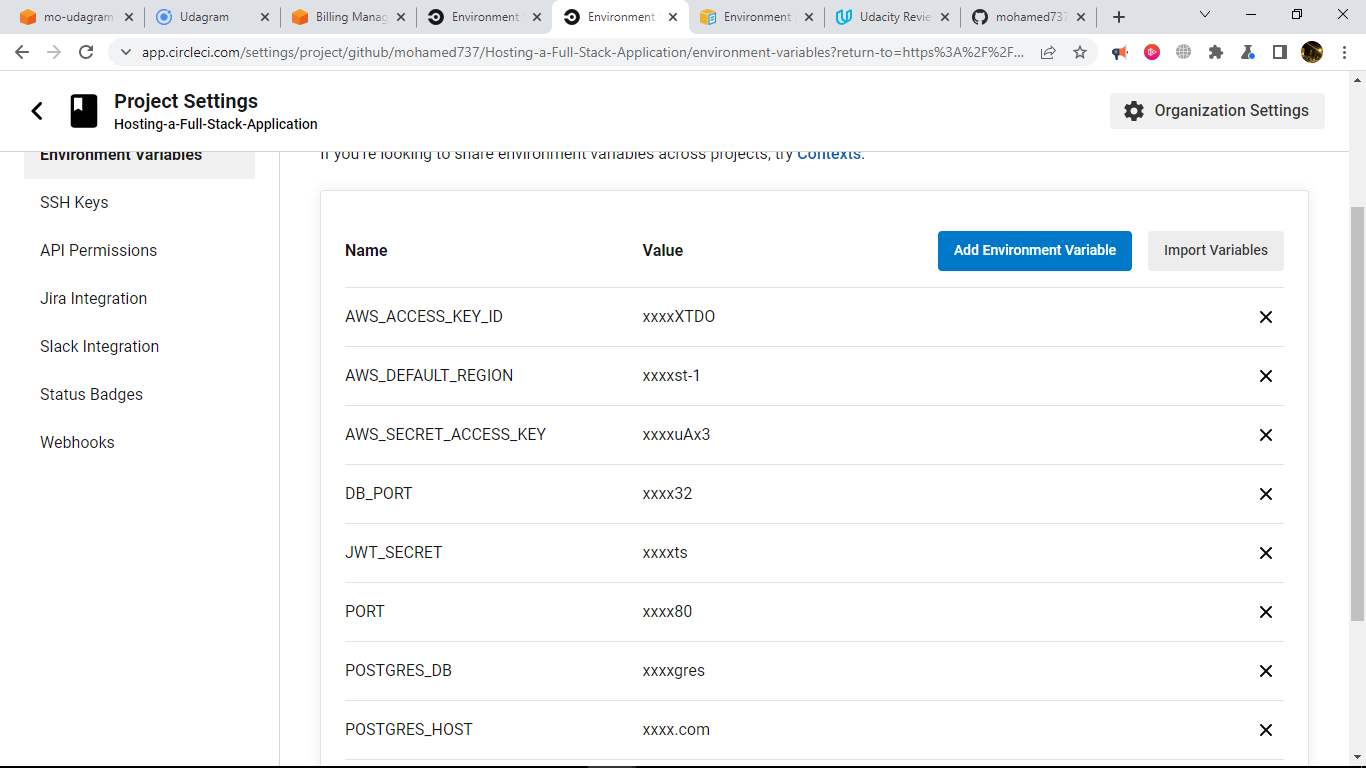 mo-udagram
Udagram
Billing Manag
Environment
Environment
Environment
Udacity Revie
mohamed737
app.circleci.com/settings/project/github/mohamed737/Hosting-a-Full-Stack-Application/environment-variables?return-to=https%3A%2F%2F...
Project Settings
Hosting-a-Full-Stack-Application
Organization Settings
Environment Variables
SSH Keys
API Permissions
Jira Integration
Slack Integration
Status Badges
Webhooks
If you're looking to share environment variables across projects, try Contexts.
Name Value Add Environment Variable Import Variables
AWS_ACCESS_KEY_ID xxxxXTDO
AWS_DEFAULT_REGION xxxxst-1
AWS_SECRET_ACCESS_KEY xxxxuAx3
DB_PORT xxxx32
JWT_SECRET xxxxts
PORT xxxx80
POSTGRES_DB xxxxgres
POSTGRES_HOST xxxx.com